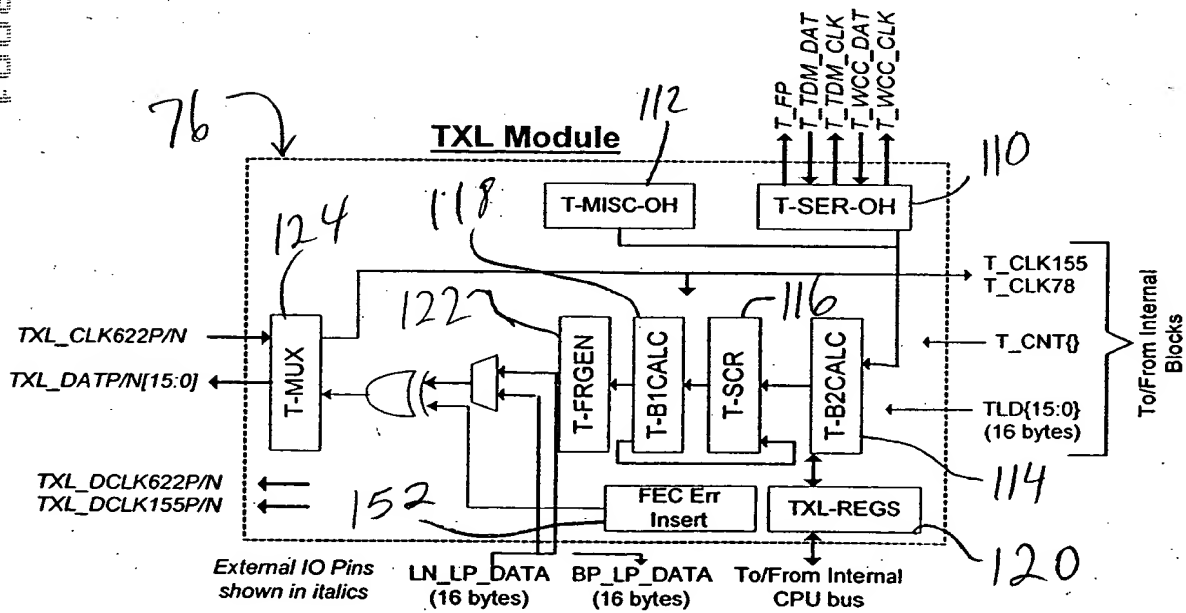 T_FP
T_TDM_DAT
T_TDM_CLK
T_WCC_DAT
T_WCC_CLK
76
112
TXL Module
110
T-MISC-OH
T-SER-OH
118
124
T_CLK155
T_CLK78
122
116
TXL_CLK622P/N
T-MUX
T-FRGEN
T-B1CALC
T-SCR
T-B2CALC
T_CNT{}
To/From Internal
Blocks
TXL_DATP/N[15:0]
TLD{15:0}
(16 bytes)
TXL_DCLK622P/N
TXL_DCLK155P/N
114
152
FEC Err
Insert
TXL-REGS
120
External IO Pins
shown in italics
LN_LP_DATA
(16 bytes)
BP_LP_DATA
(16 bytes)
To/From Internal
CPU bus